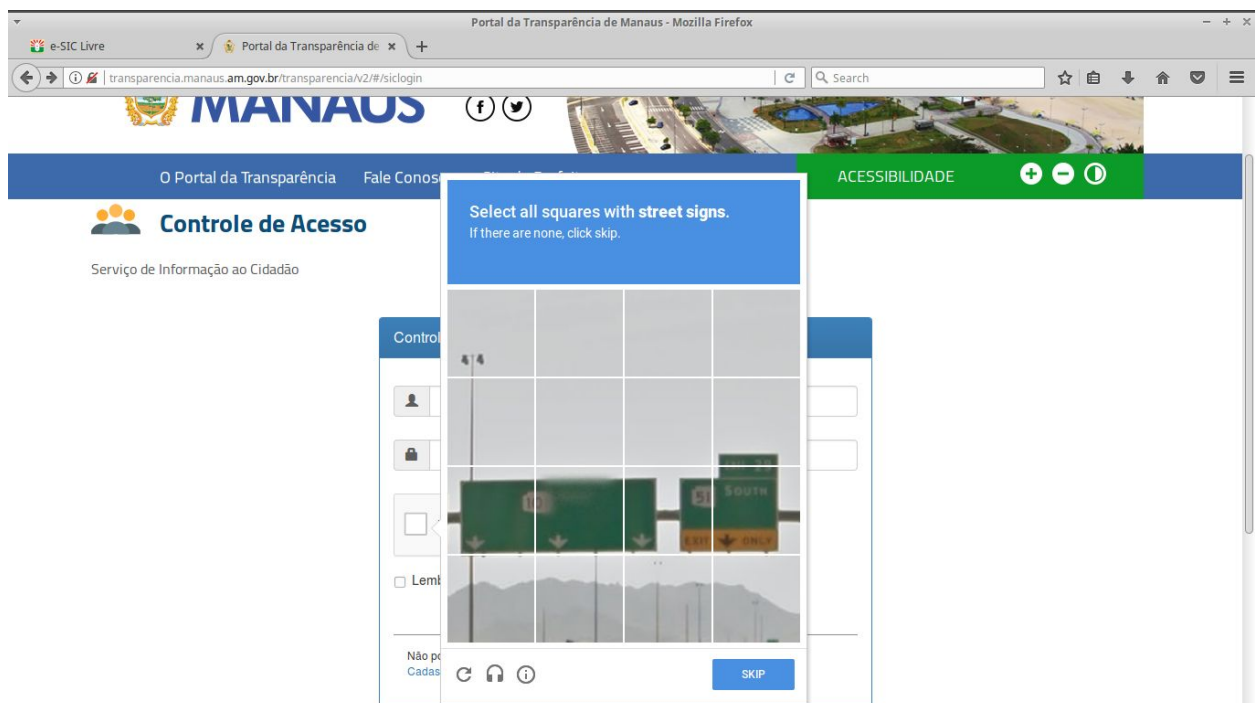 Portal da Transparência de Manaus - Mozilla Firefox
e-SIC Livre
Portal da Transparência de
transparencia.manaus.am.gov.br/transparencia/v2/#/siclogin
Search
MANAUS
O Portal da Transparência
Fale Conos
ACESSIBILIDADE
Controle de Acesso
Serviço de Informação ao Cidadão
Select all squares with street signs.
If there are none, click skip.
Control
10
51
SOUTH
EXIT ONLY
Lemb
Não po
Cadas
SKIP